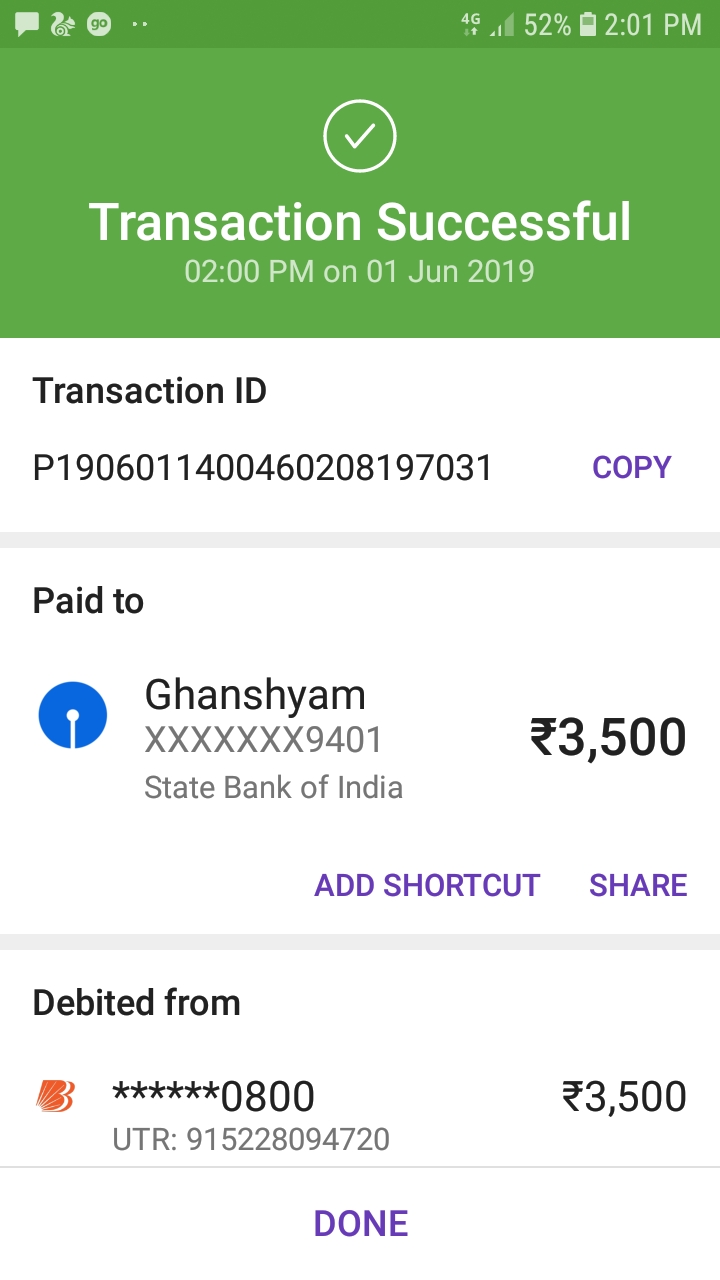 go 4G 52% 2:01 PM
Transaction Successful
02:00 PM on 01 Jun 2019
Transaction ID
P1906011400460208197031 COPY
Paid to
Ghanshyam
XXXXXXX9401
₹3,500
State Bank of India
ADD SHORTCUT SHARE
Debited from
******0800 ₹3,500
UTR: 915228094720
DONE